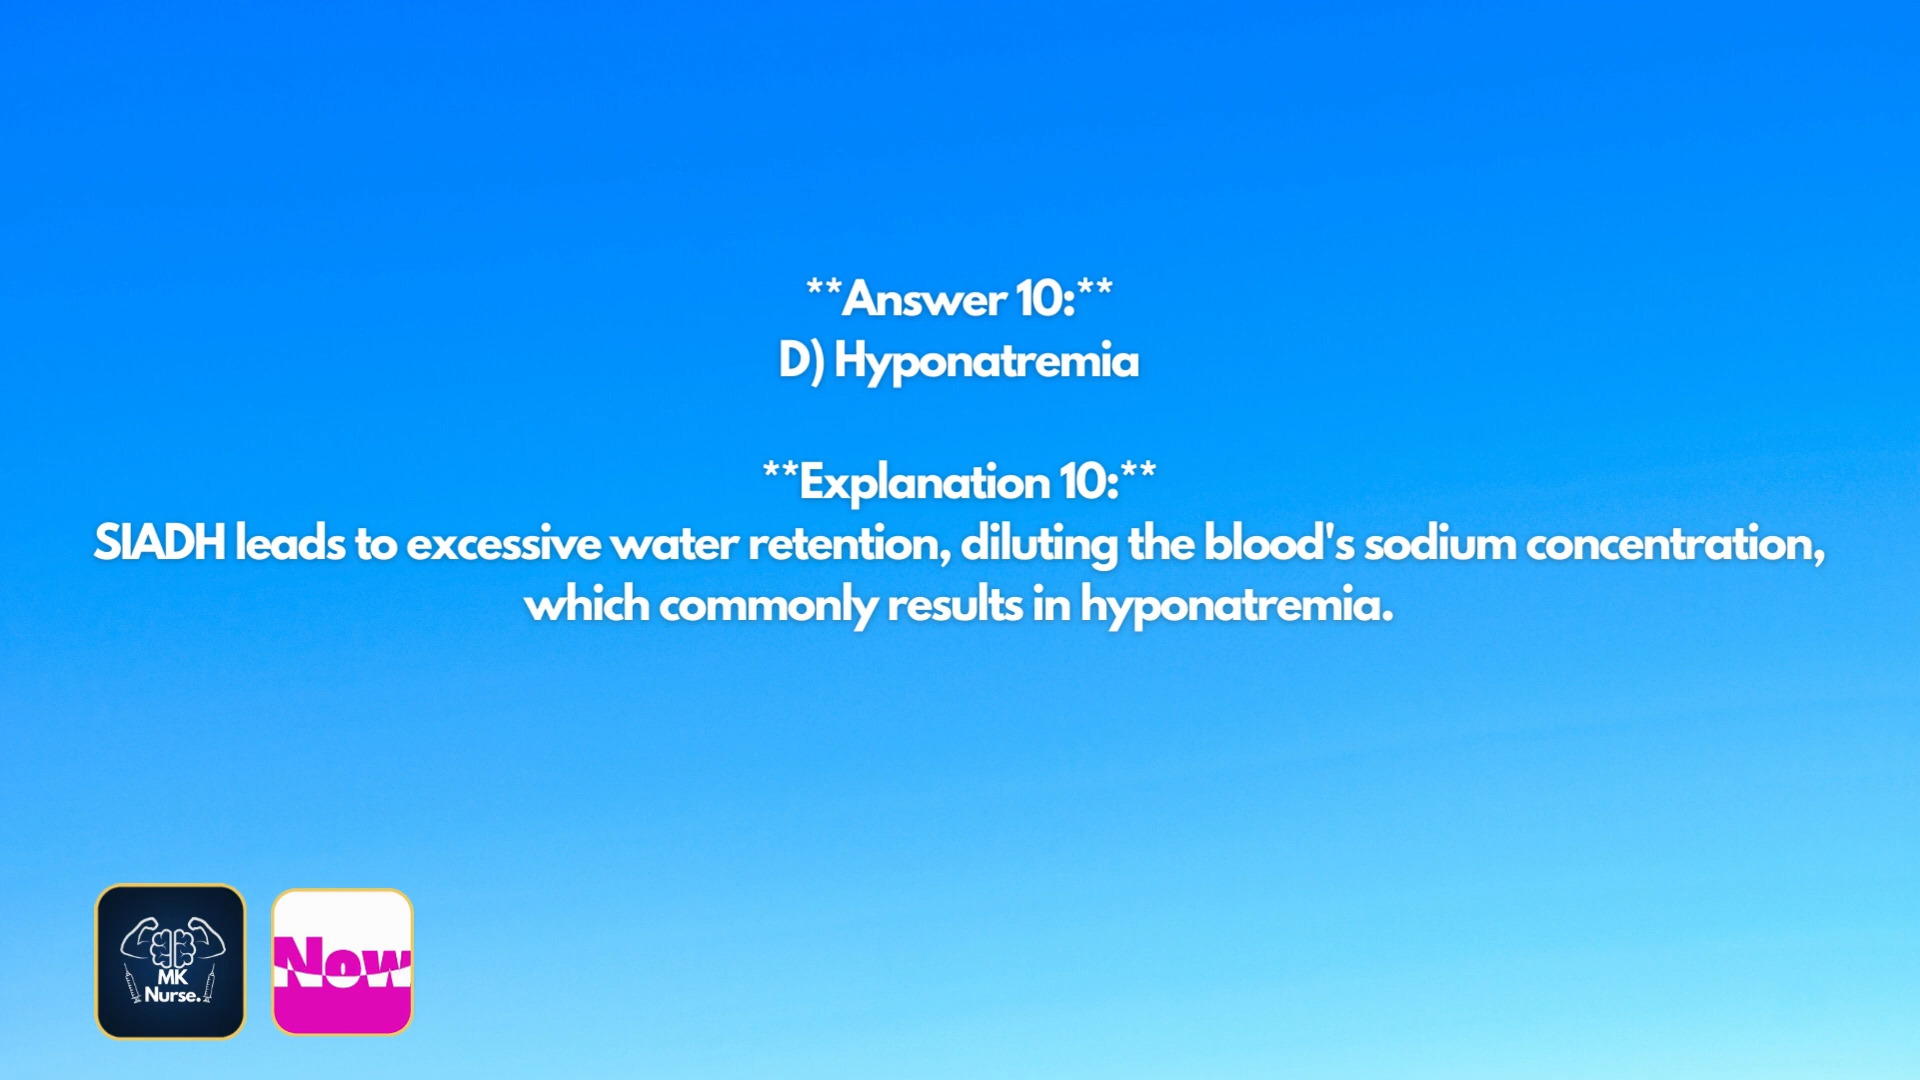 **Answer 10:**
D) Hyponatremia
**Explanation 10:**
SIADH leads to excessive water retention, diluting the blood's sodium concentration,
which commonly results in hyponatremia.
MK
Nurse.
Now